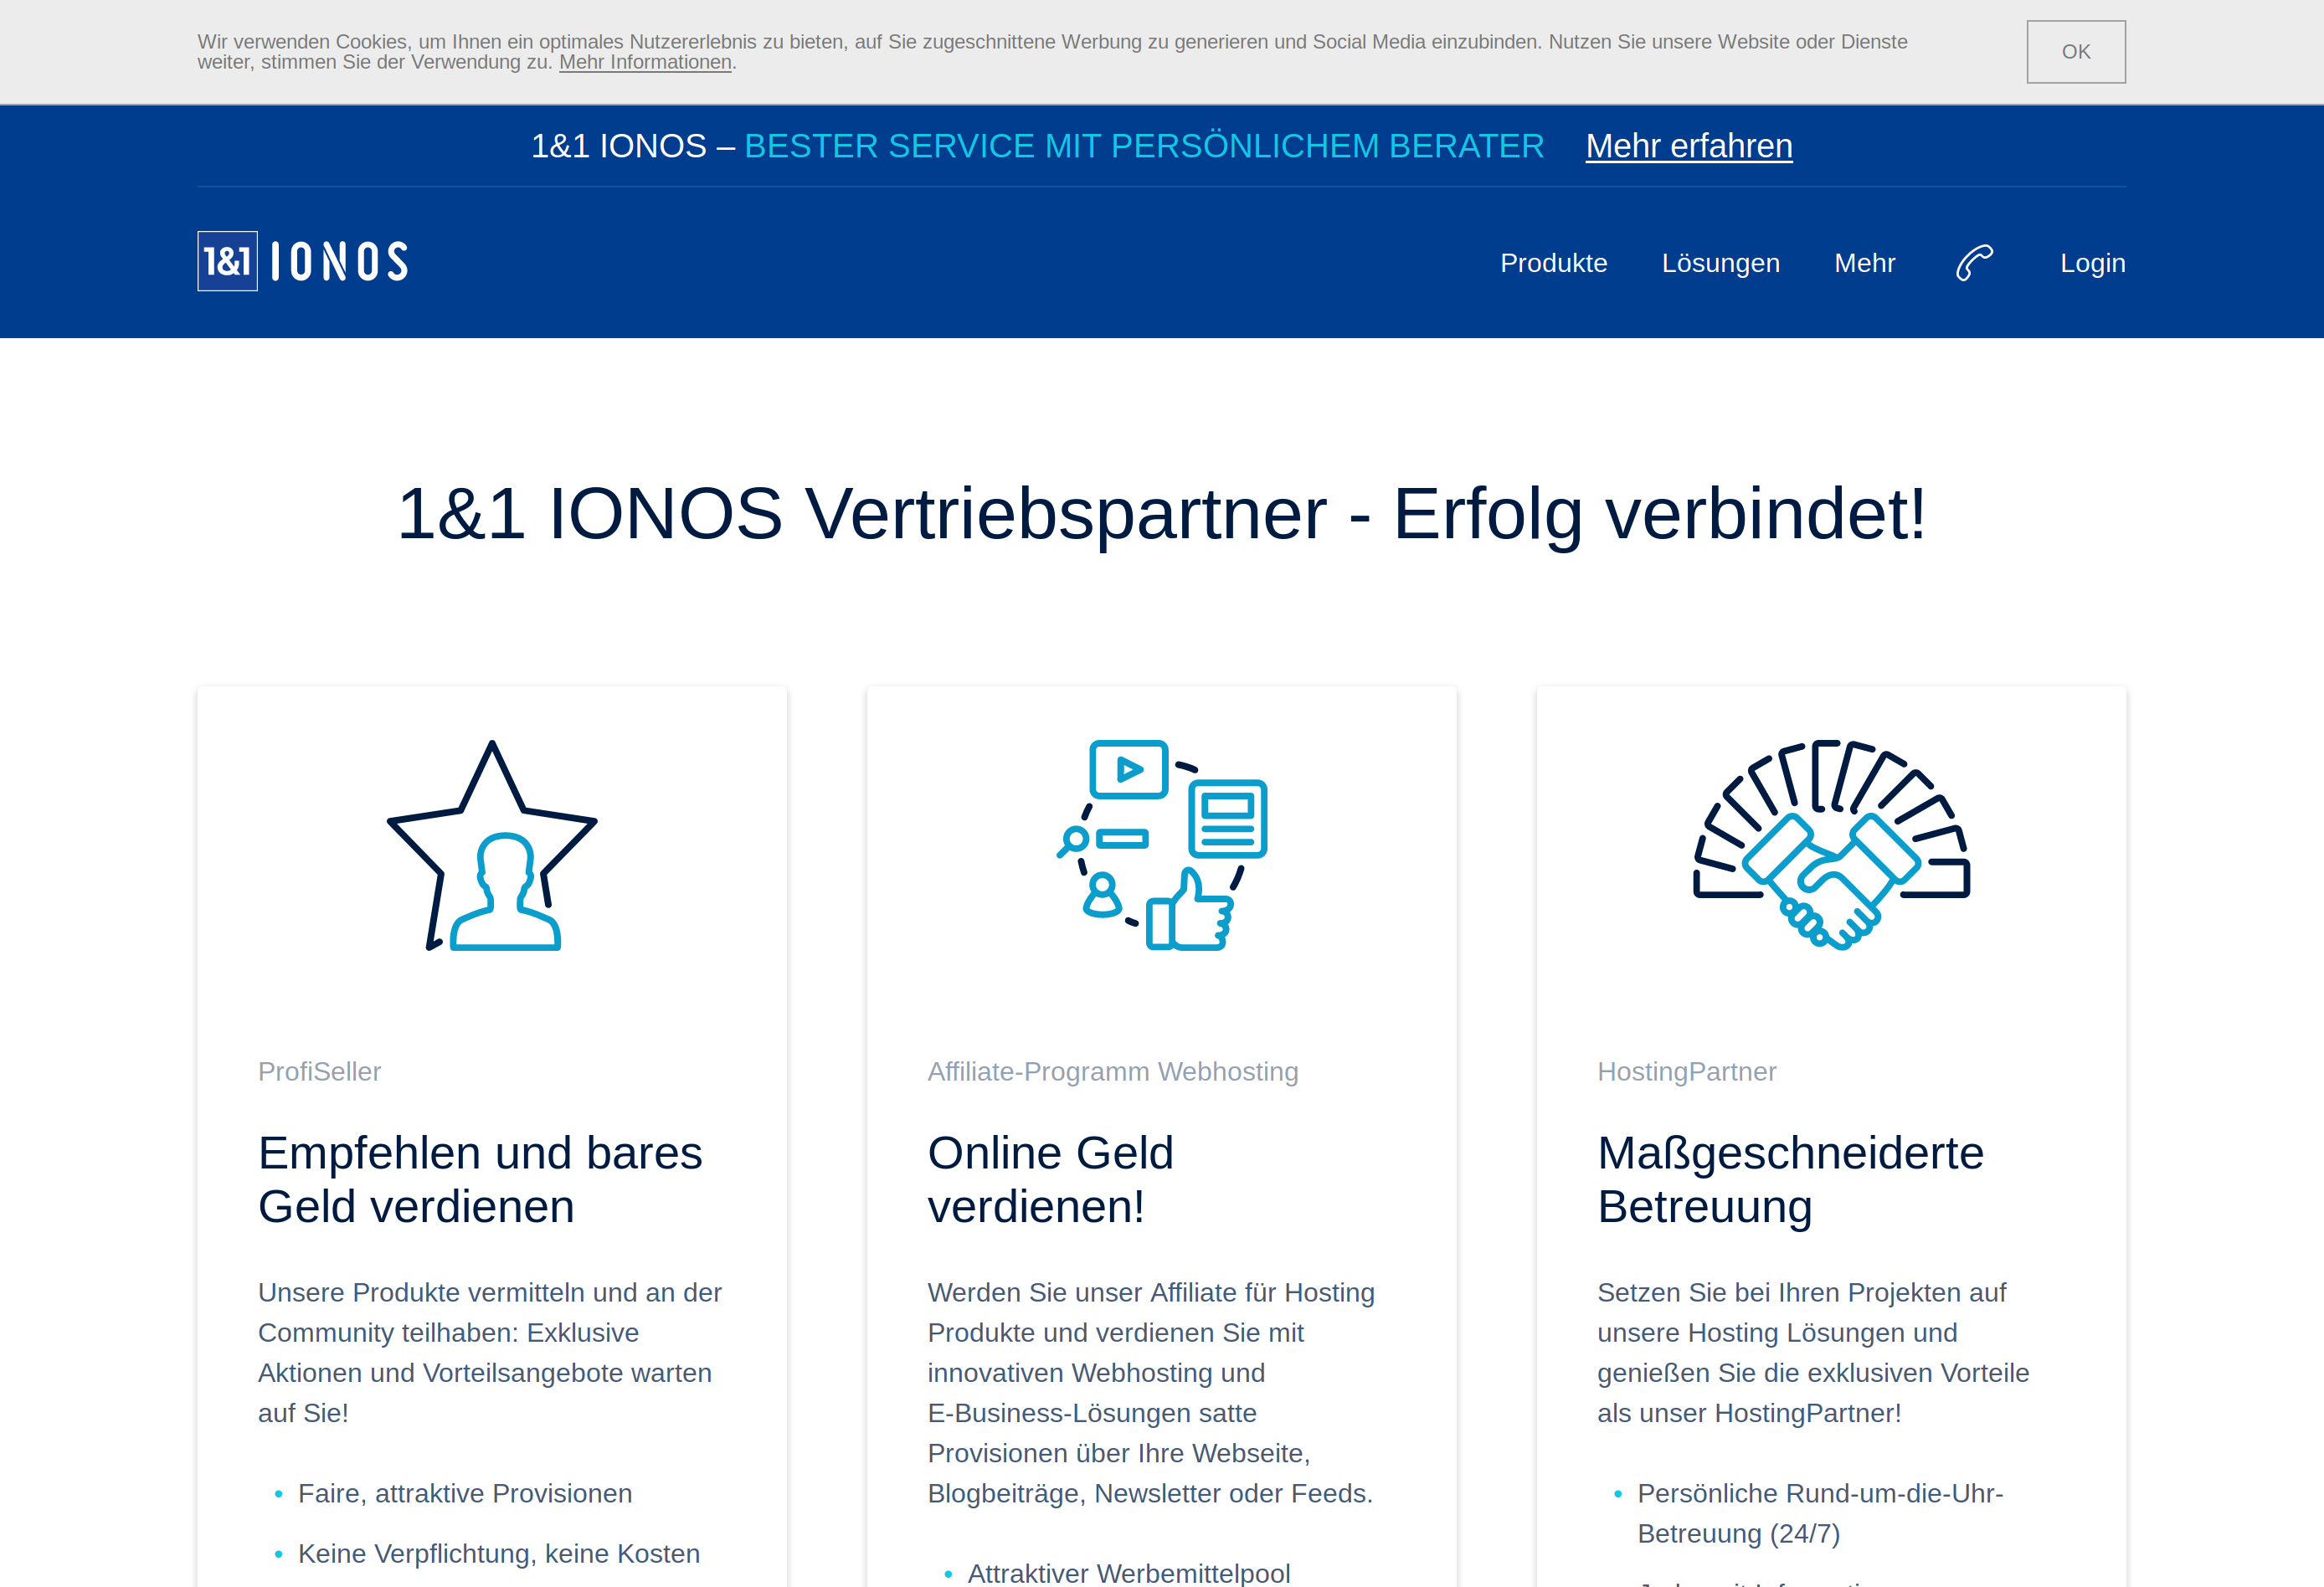 Wir verwenden Cookies, um Ihnen ein optimales Nutzererlebnis zu bieten, auf Sie zugeschnittene Werbung zu generieren und Social Media einzubinden. Nutzen Sie unsere Website oder Dienste
weiter, stimmen Sie der Verwendung zu. Mehr Informationen.
OK
1&1 IONOS – BESTER SERVICE MIT PERSÖNLICHEM BERATER Mehr erfahren
1&1 IONOS
Produkte Lösungen Mehr Login
1&1 IONOS Vertriebspartner - Erfolg verbindet!
ProfiSeller
Empfehlen und bares
Geld verdienen
Unsere Produkte vermitteln und an der
Community teilhaben: Exklusive
Aktionen und Vorteilsangebote warten
auf Sie!
• Faire, attraktive Provisionen
• Keine Verpflichtung, keine Kosten
Affiliate-Programm Webhosting
Online Geld
verdienen!
Werden Sie unser Affiliate für Hosting
Produkte und verdienen Sie mit
innovativen Webhosting und
E-Business-Lösungen satte
Provisionen über Ihre Webseite,
Blogbeiträge, Newsletter oder Feeds.
• Attraktiver Werbemittelpool
HostingPartner
Maßgeschneiderte
Betreuung
Setzen Sie bei Ihren Projekten auf
unsere Hosting Lösungen und
genießen Sie die exklusiven Vorteile
als unser HostingPartner!
• Persönliche Rund-um-die-Uhr-
Betreuung (24/7)